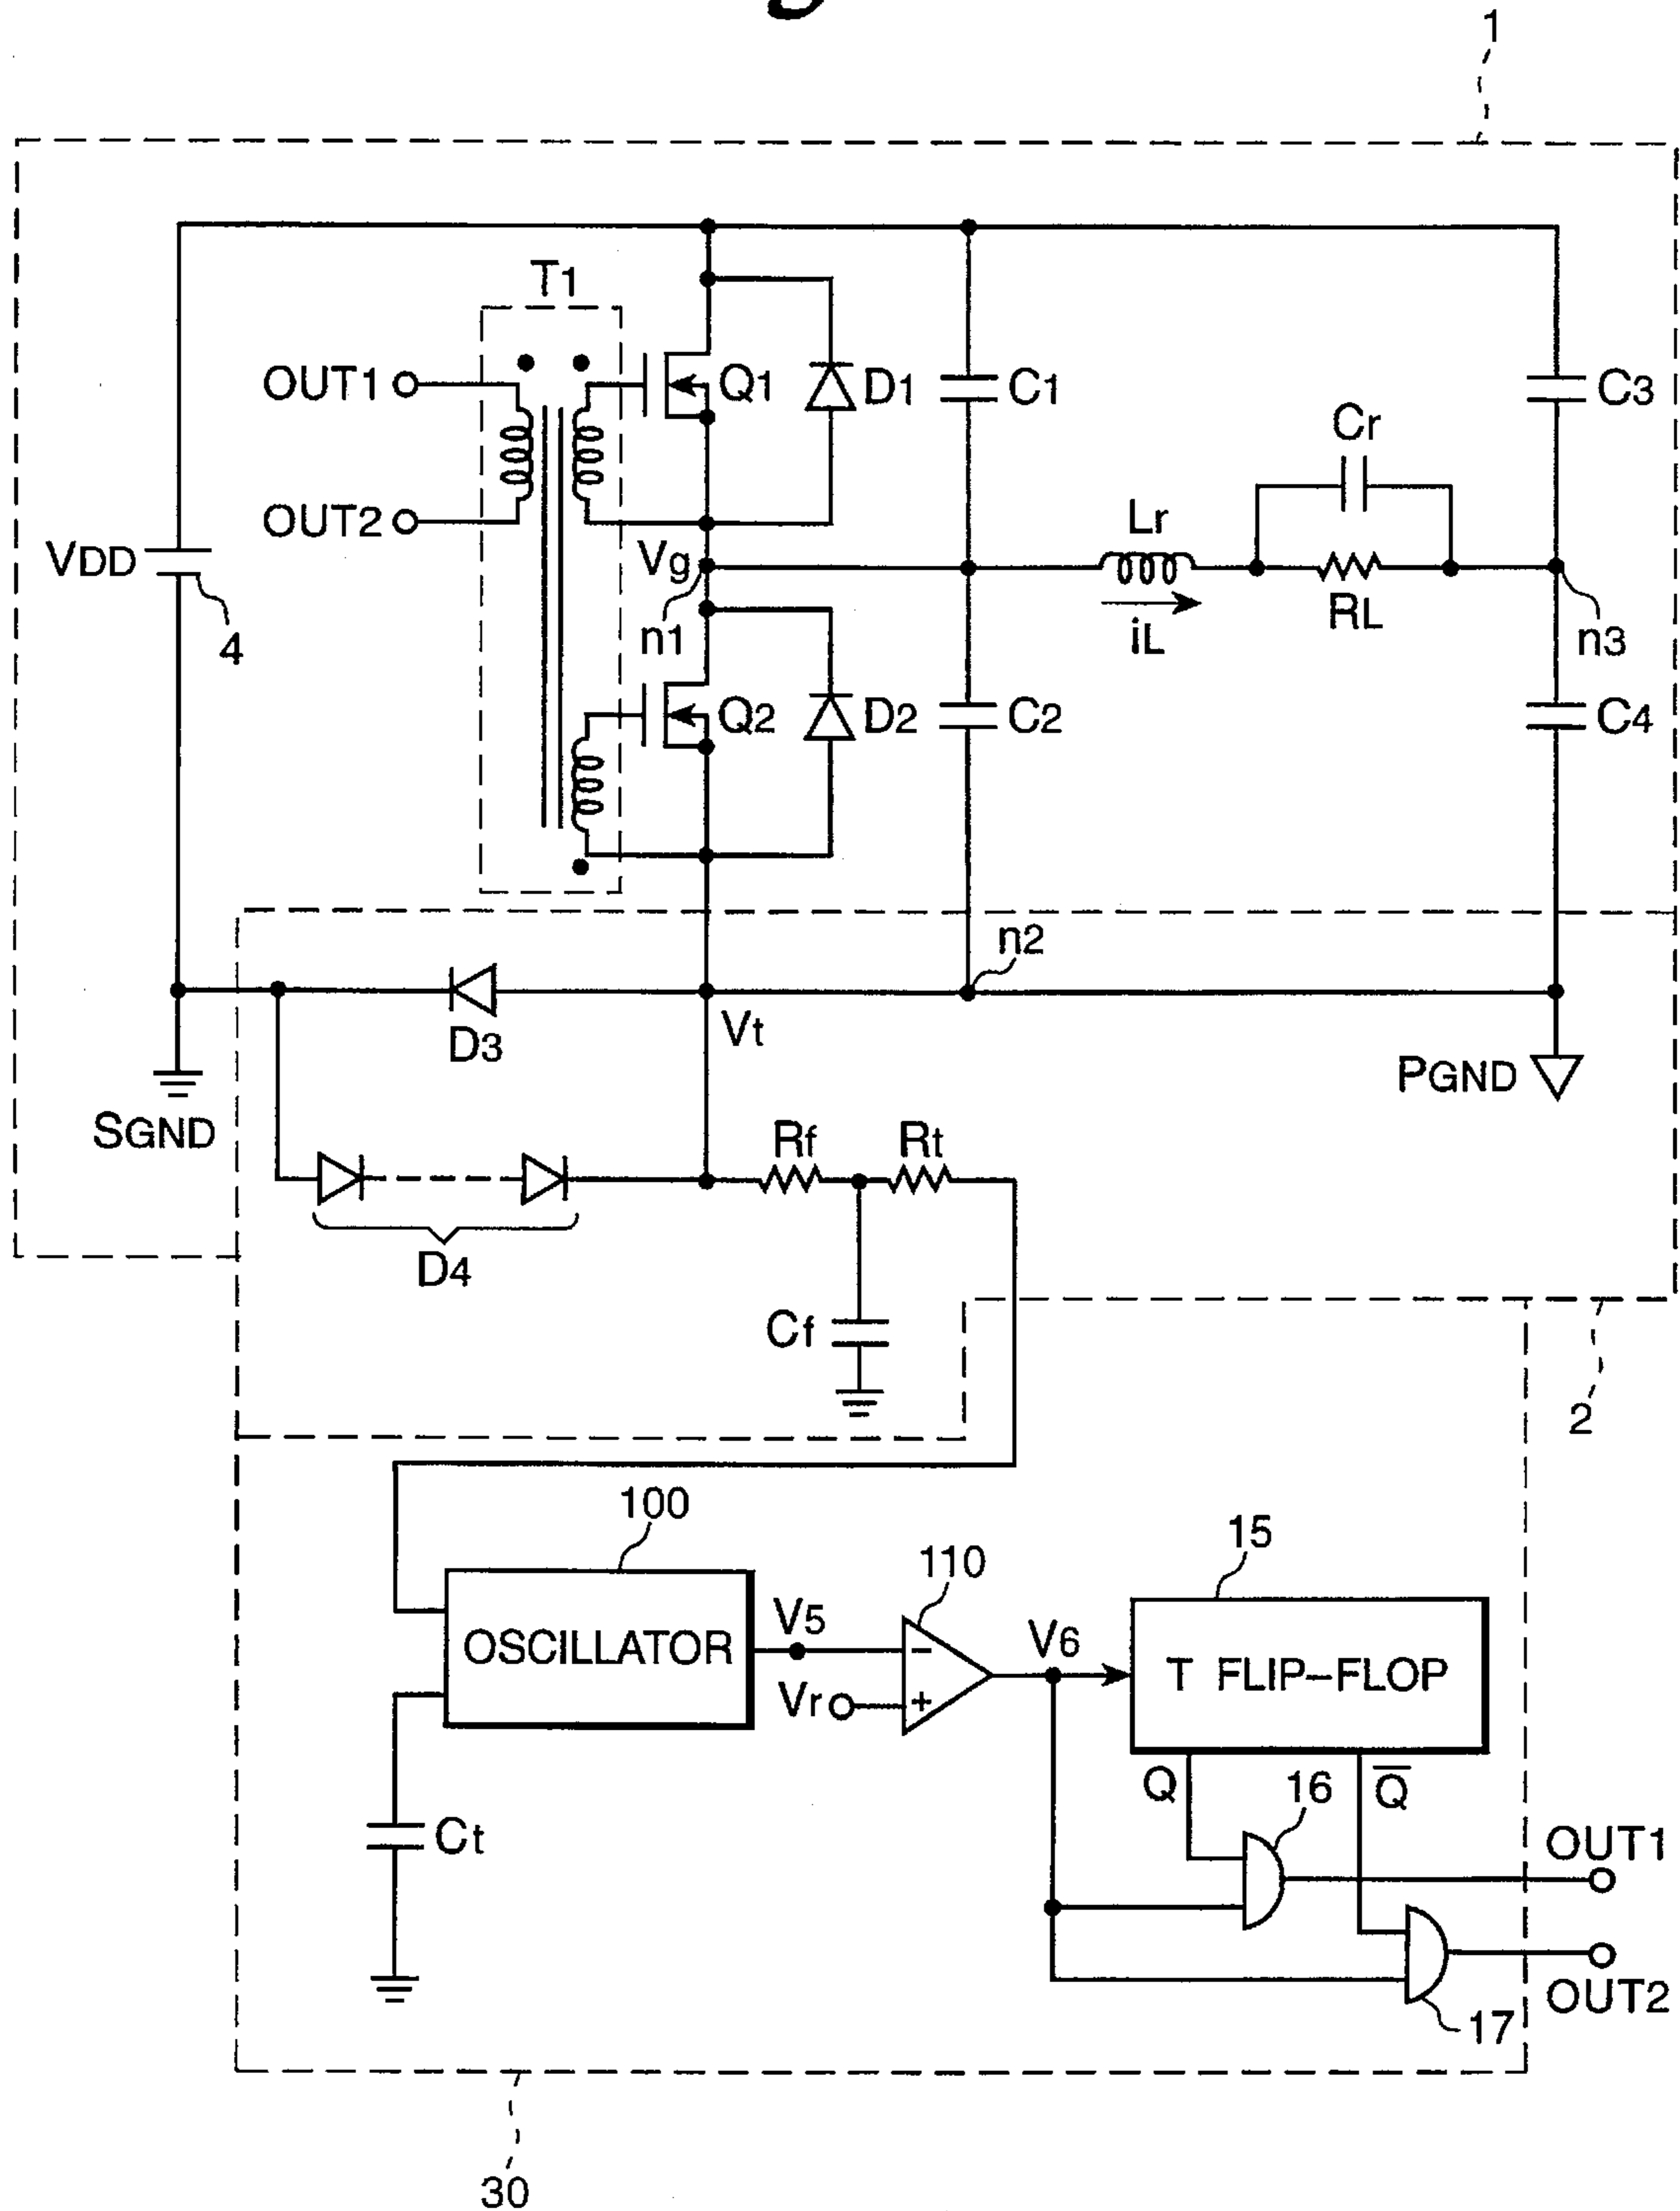 1
T1
OUT1
Q1
D1
C1
C3
Cr
OUT2
Lr
VDD
Vg
RL
4
n1
iL
n3
Q2
D2
C2
C4
n2
D3
Vt
PGND
SGND
Rf
Rt
D4
Cf
2
100
110
15
V5
V6
OSCILLATOR
−
T FLIP−FLOP
Vr
+
Q
16
Q̅
Ct
OUT1
OUT2
17
30